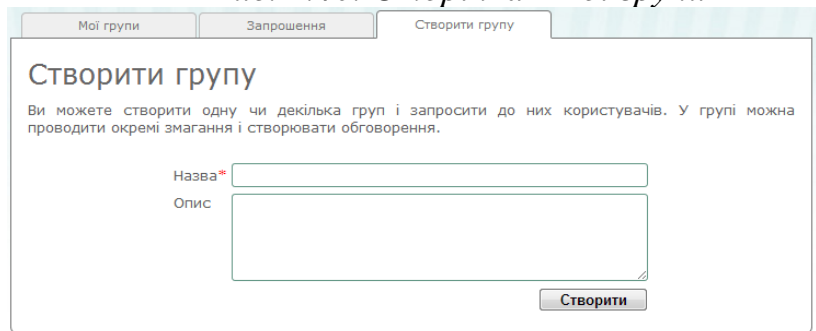 Мої групи
Запрошення
Створити групу
Створити групу
Ви можете створити одну чи декілька груп і запросити до них користувачів. У групі можна
проводити окремі змагання і створювати обговорення.
Назва*
Опис
Створити